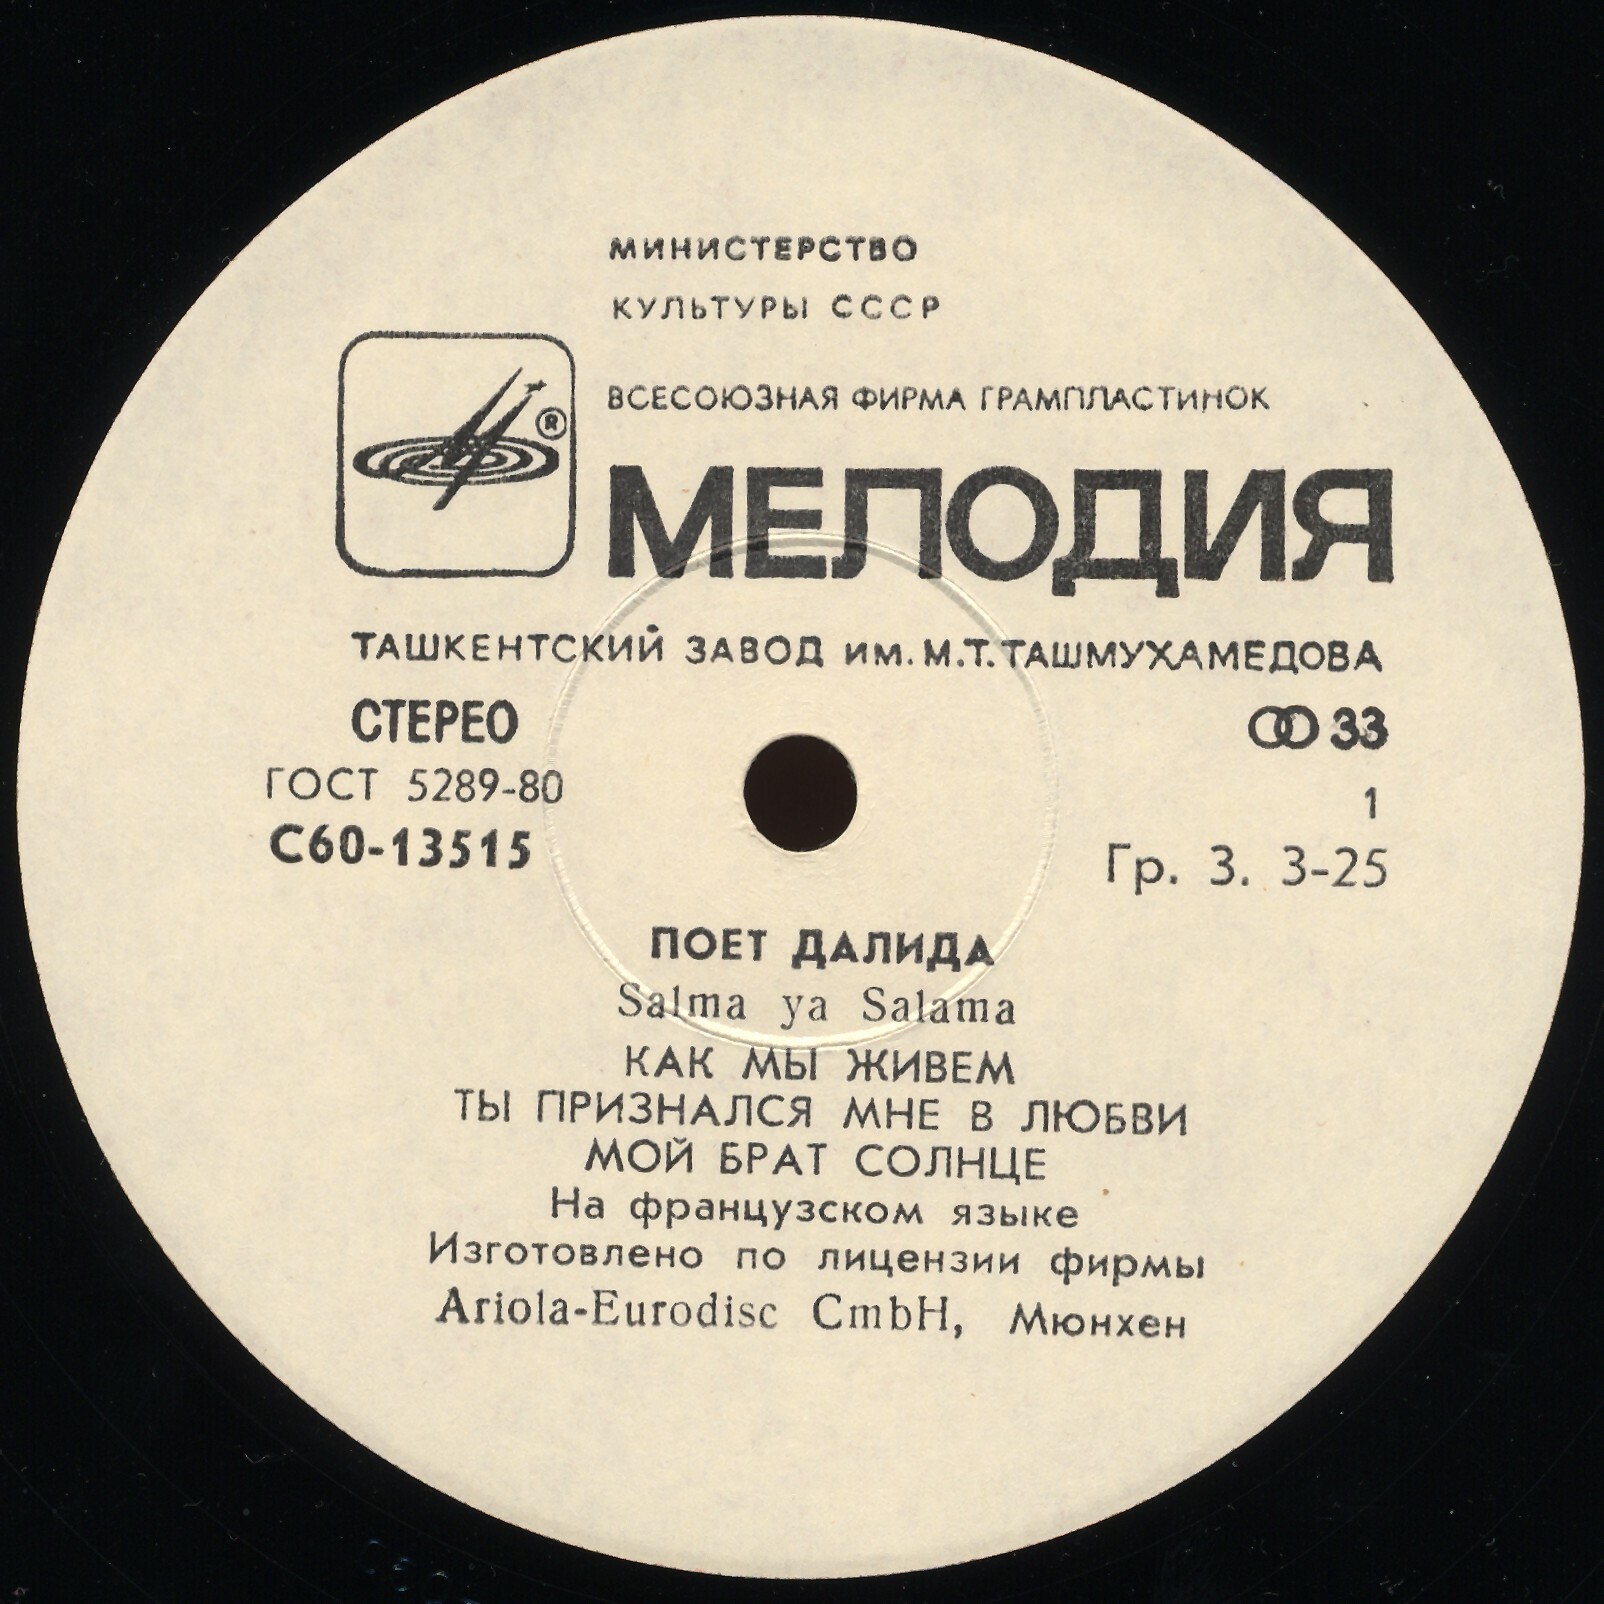 МИНИСТЕРСТВО
КУЛЬТУРЫ СССР
ВСЕСОЮЗНАЯ ФИРМА ГРАМПЛАСТИНОК
®
МЕЛОДИЯ
ТАШКЕНТСКИЙ ЗАВОД ИМ. М.Т. ТАШМУХАМЕДОВА
СТЕРЕО
33
ГОСТ 5289-80
1
С60-13515
Гр. 3. 3-25
ПОЕТ ДАЛИДА
Salma ya Salama
КАК МЫ ЖИВЕМ
ТЫ ПРИЗНАЛСЯ МНЕ В ЛЮБВИ
МОЙ БРАТ СОЛНЦЕ
На французском языке
Изготовлено по лицензии фирмы
Ariola-Eurodisc CmbH, Мюнхен